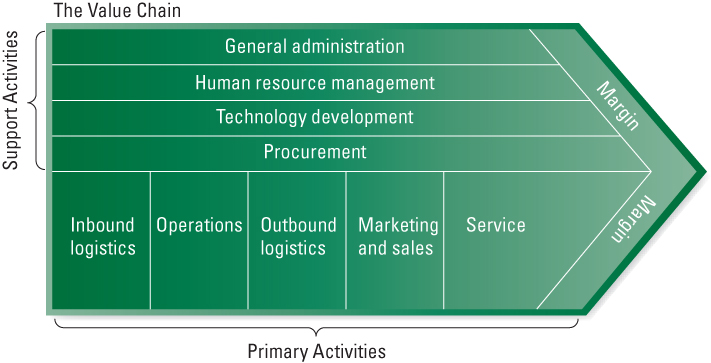 The Value Chain
Support Activities
General administration
Human resource management
Technology development
Procurement
Margin
Inbound
logistics
Operations
Outbound
logistics
Marketing
and sales
Service
Margin
Primary Activities